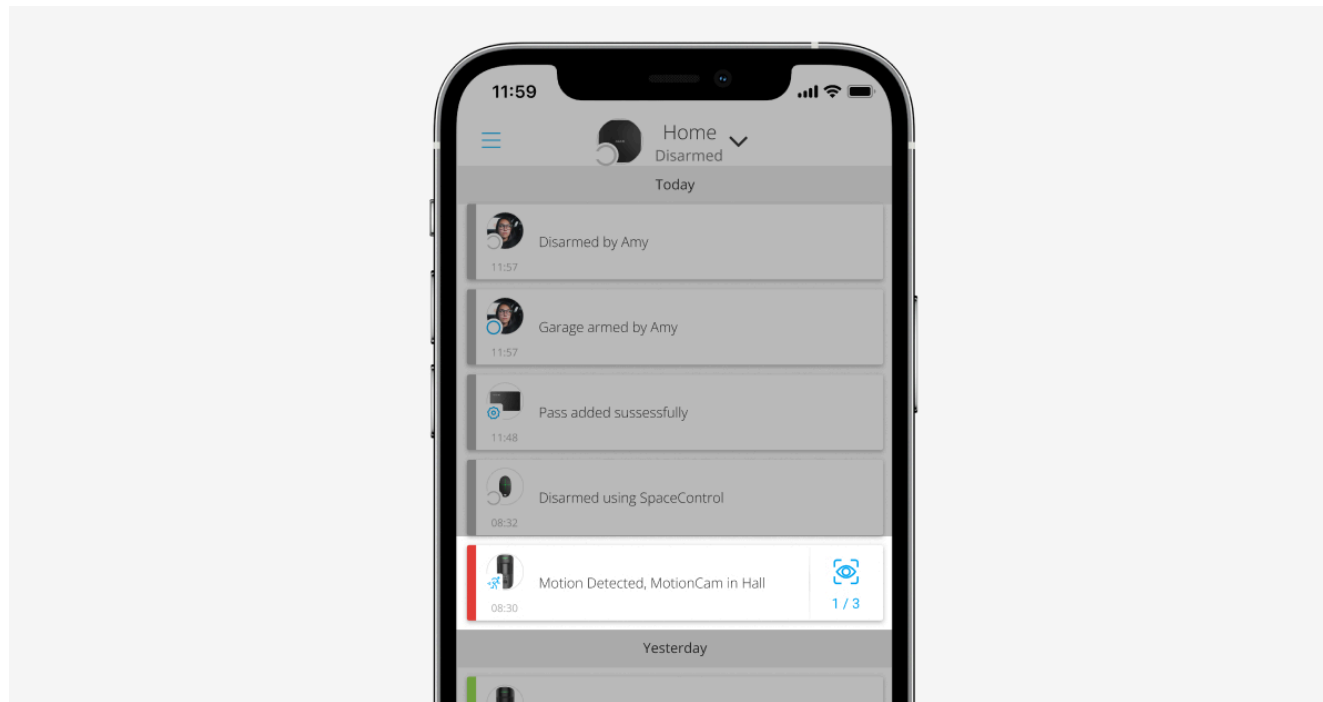 11:59
Home
Disarmed
Today
Disarmed by Amy
11:57
Garage armed by Amy
11:57
Pass added sussessfully
11:48
Disarmed using SpaceControl
08:32
Motion Detected, MotionCam in Hall
08:30
1 / 3
Yesterday